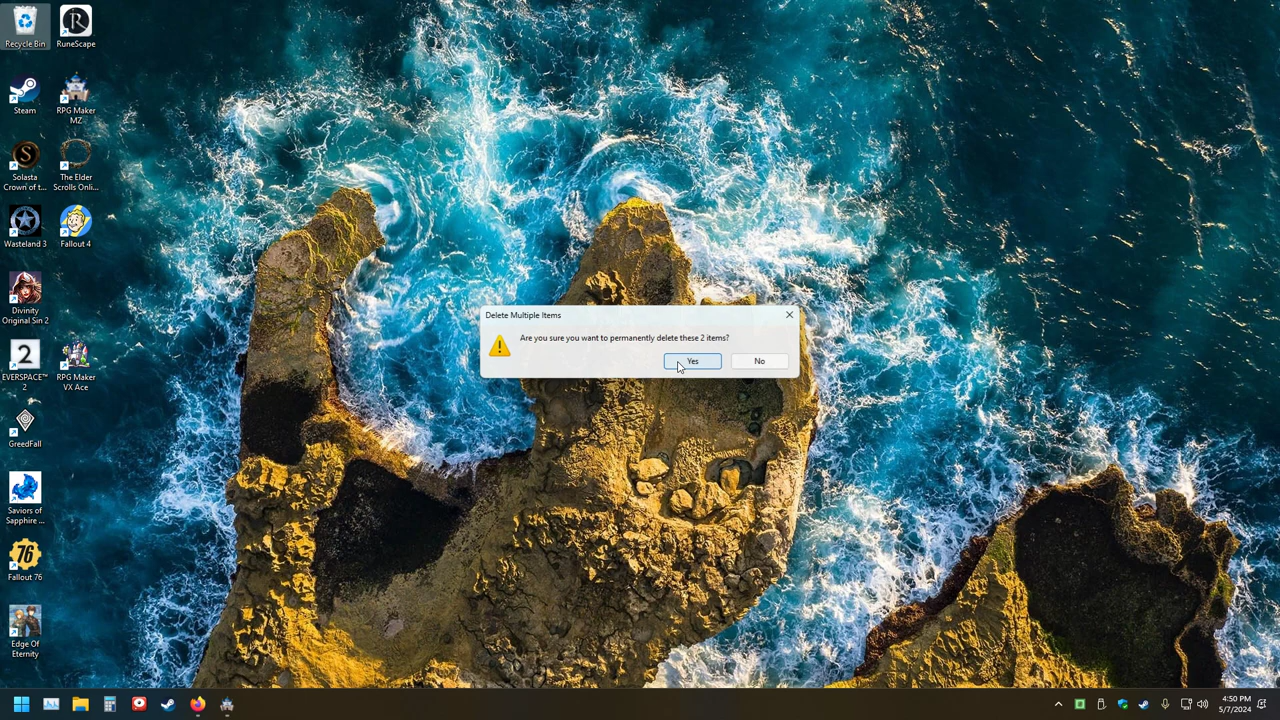 Recycle Bin
RuneScape
R
Steam
RPG Maker
MZ
S
Solasta
Crown of t...
The Elder
Scrolls Onli...
Wasteland 3
Fallout 4
Divinity
Original Sin 2
2
EVERSPACE™
2
RPG Maker
VX Ace
GreedFall
Saviors of
Sapphire ...
76
Fallout 76
Edge Of
Eternity
Delete Multiple Items
Are you sure you want to permanently delete these 2 items?
Yes
No
4:50 PM
5/7/2024